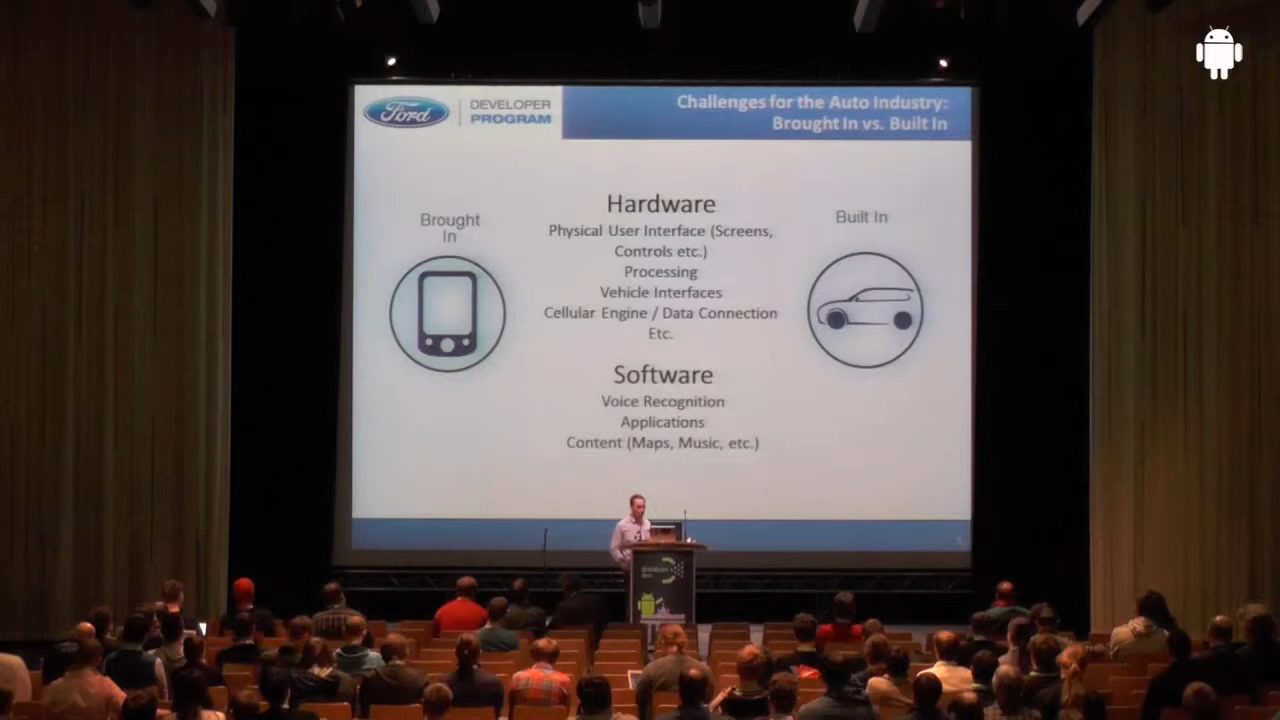 Ford
DEVELOPER
PROGRAM
Challenges for the Auto Industry:
Brought In vs. Built In
Hardware
Brought
In
Built In
Physical User Interface (Screens,
Controls etc.)
Processing
Vehicle Interfaces
Cellular Engine / Data Connection
Etc.
Software
Voice Recognition
Applications
Content (Maps, Music, etc.)